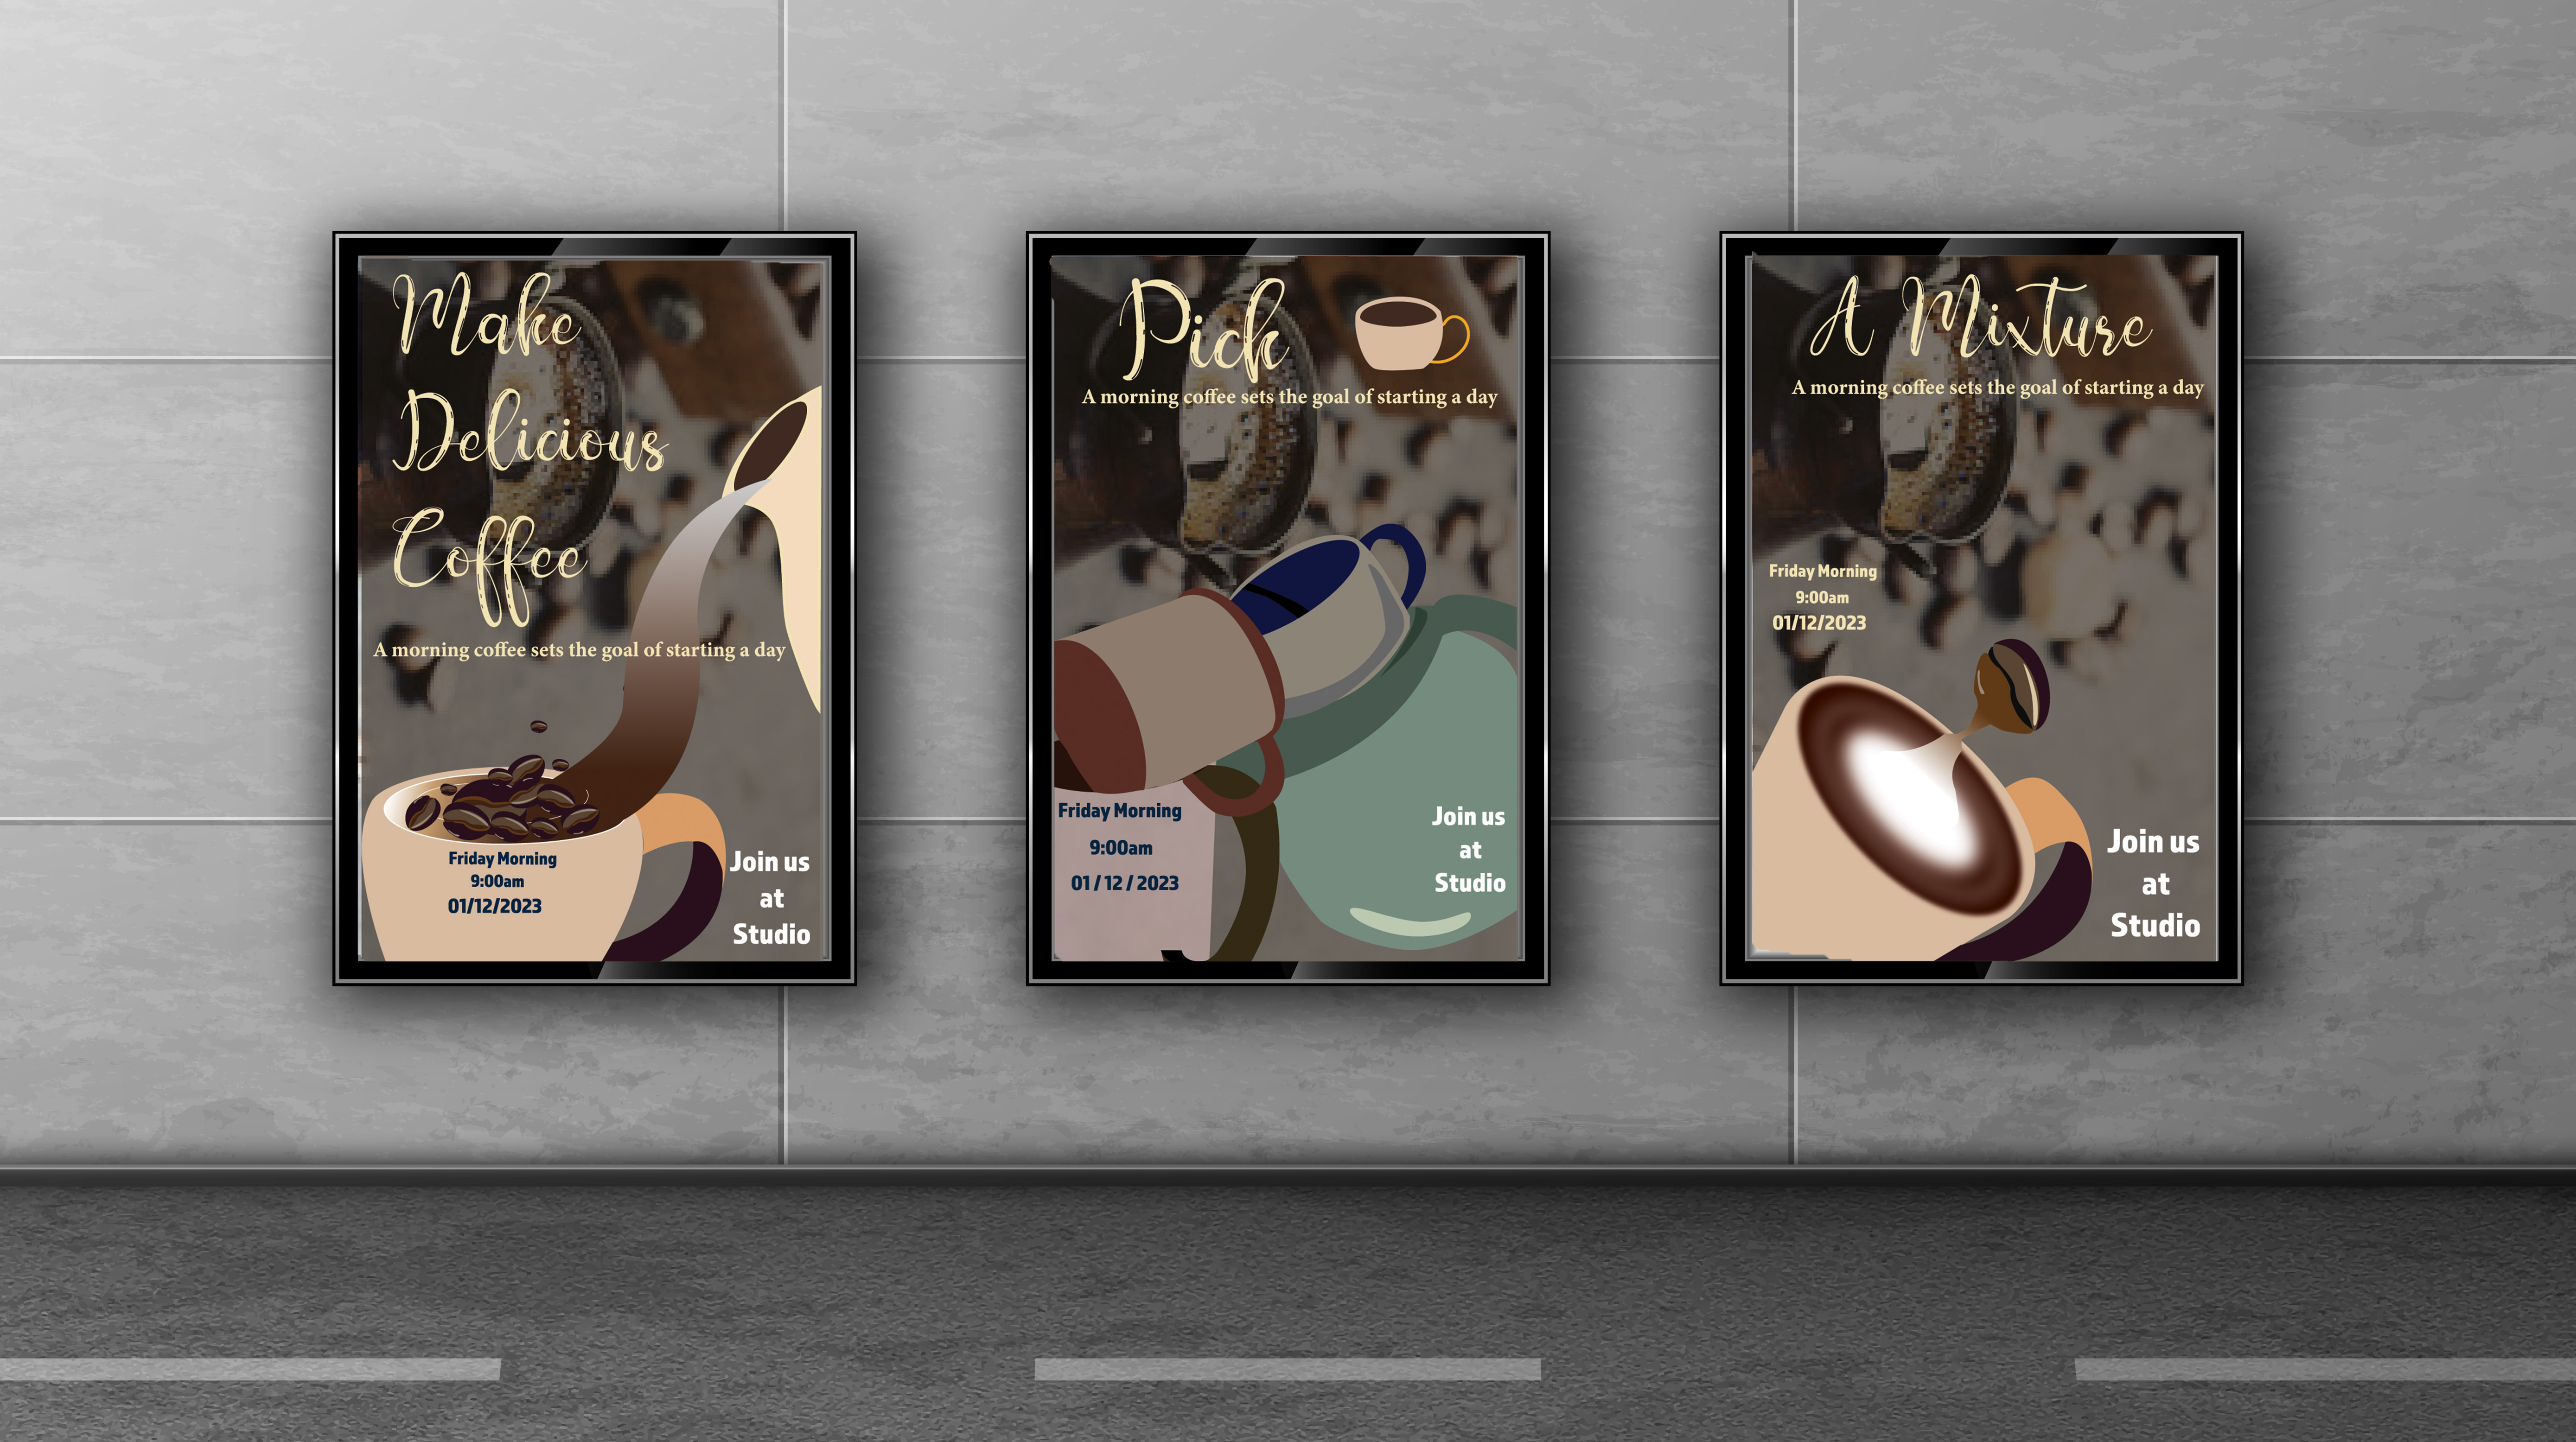 Make
Delicious
Coffee
A morning coffee sets the goal of starting a day
Friday Morning
9:00am
01/12/2023
Join us
at
Studio
Pick
A morning coffee sets the goal of starting a day
Friday Morning
9:00am
01 / 12 / 2023
Join us
at
Studio
A Mixture
A morning coffee sets the goal of starting a day
Friday Morning
9:00am
01/12/2023
Join us
at
Studio